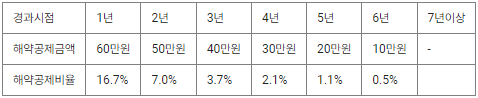 경과시점 1년 2년 3년 4년 5년 6년 7년이상
해약공제금액 60만원 50만원 40만원 30만원 20만원 10만원 -
해약공제비율 16.7% 7.0% 3.7% 2.1% 1.1% 0.5%